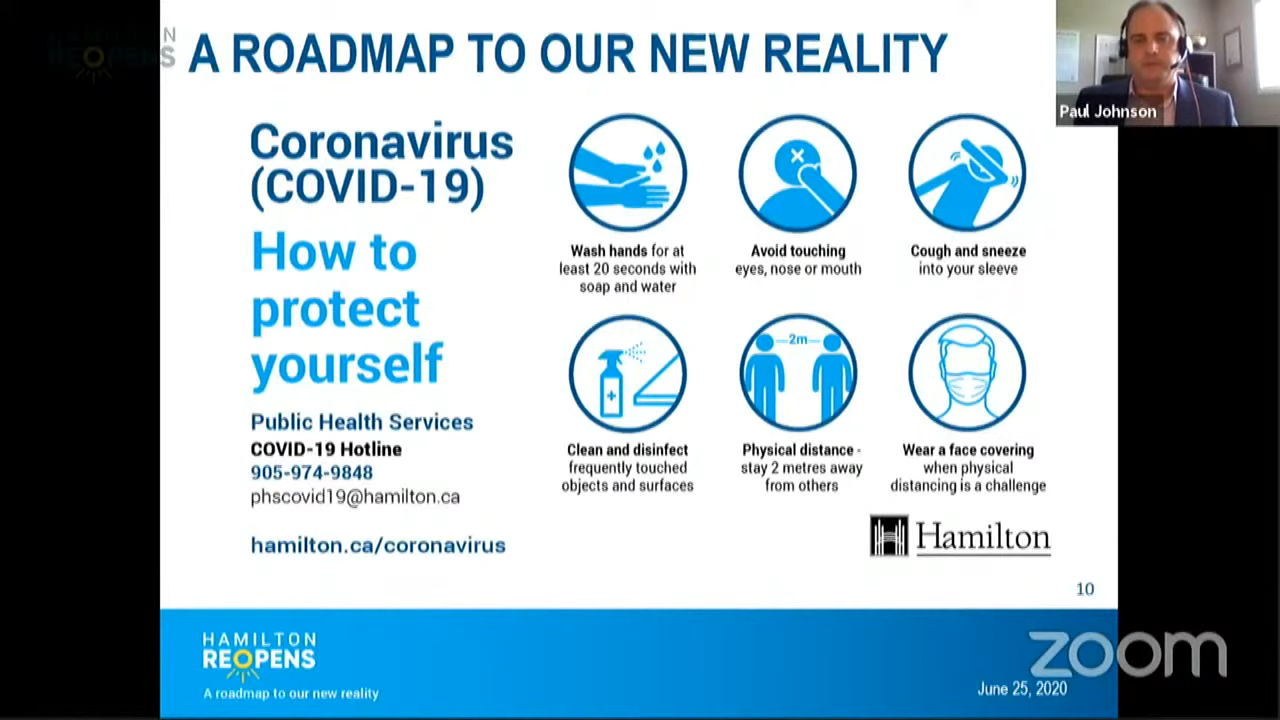 HAMILTON
REOPENS
A ROADMAP TO OUR NEW REALITY
Paul Johnson
Coronavirus
(COVID-19)
How to
protect
yourself
Public Health Services
COVID-19 Hotline
905-974-9848
phscovid19@hamilton.ca
hamilton.ca/coronavirus
Wash hands for at
least 20 seconds with
soap and water
Avoid touching
eyes, nose or mouth
Cough and sneeze
into your sleeve
2m
Clean and disinfect
frequently touched
objects and surfaces
Physical distance -
stay 2 metres away
from others
Wear a face covering
when physical
distancing is a challenge
Hamilton
10
HAMILTON
REOPENS
A roadmap to our new reality
zoom
June 25, 2020